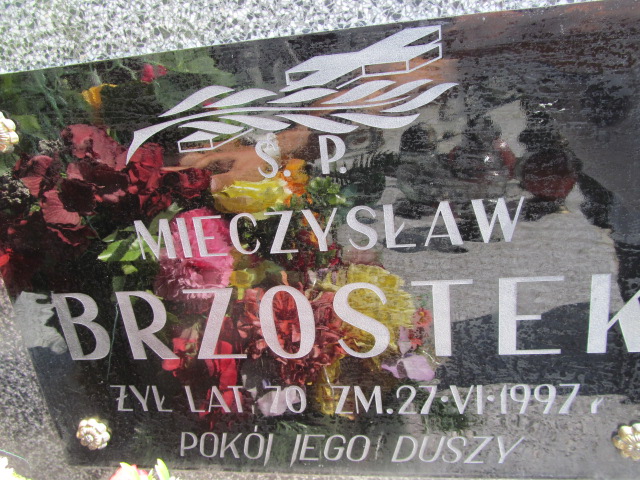 Ś. P.
MIECZYSŁAW
BRZOSTEK
ŻYŁ LAT 70 ZM. 27·VI·1997 r
POKÓJ JEGO DUSZY